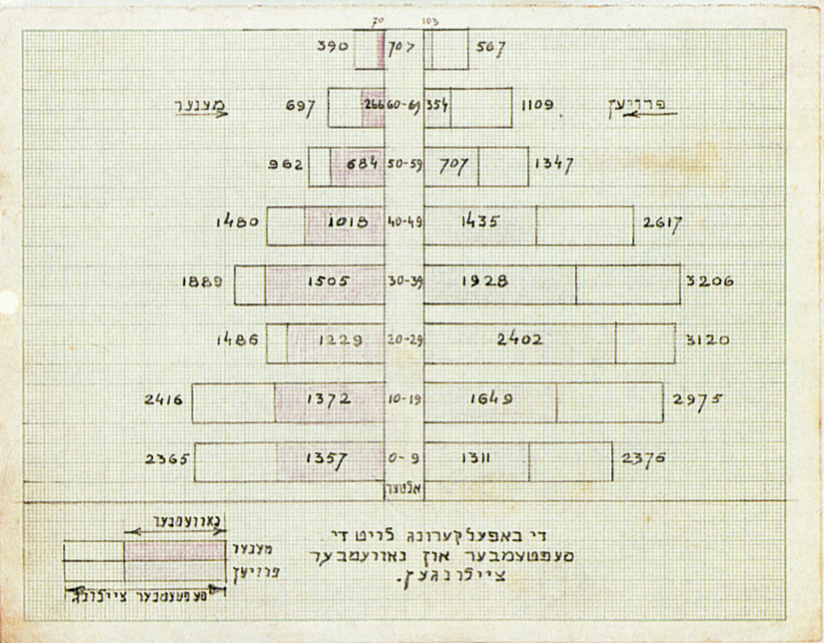 70 103
390 70> 567
מענער 697 266 60-69 354 1109 פרויען
962 684 50-59 707 1347
1480 1018 40-49 1435 2617
1889 1505 30-39 1928 3206
1486 1229 20-29 2402 3120
2416 1372 10-19 1649 2975
2365 1357 0-9 1311 2376
אלטער
נאוועמבער
מענער
פרויען
סעפטעמבער ציילונג
די באפעלקערונג לויט די
סעפטעמבער און נאוועמבער
ציילונגען.